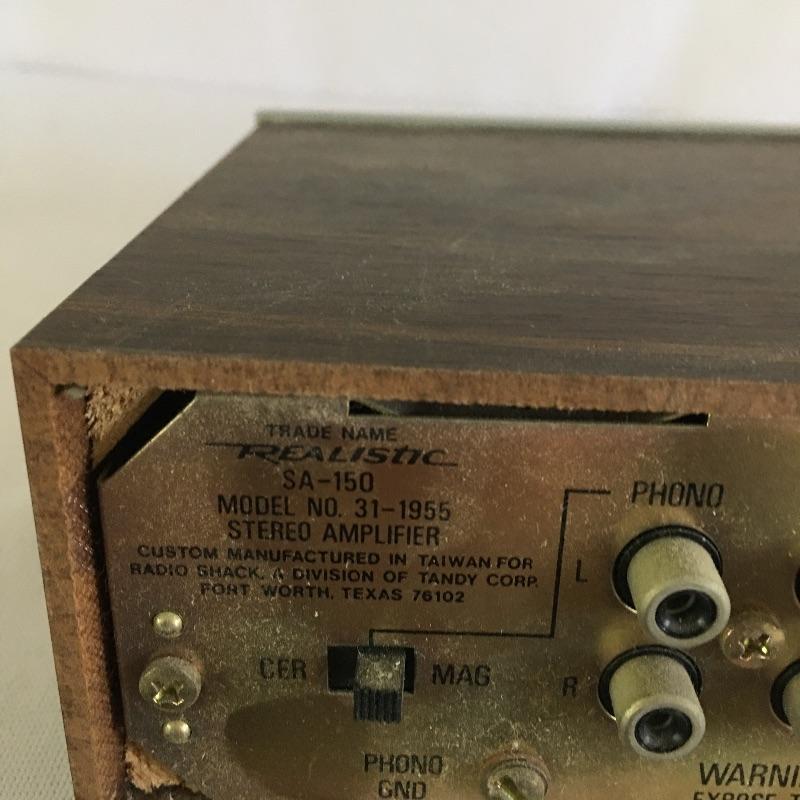 TRADE NAME
REALISTIC
SA-150
MODEL NO. 31-1955
STEREO AMPLIFIER
CUSTOM MANUFACTURED IN TAIWAN FOR
RADIO SHACK, A DIVISION OF TANDY CORP.
FORT WORTH, TEXAS 76102
PHONO
L
CER
MAG
R
PHONO
GND